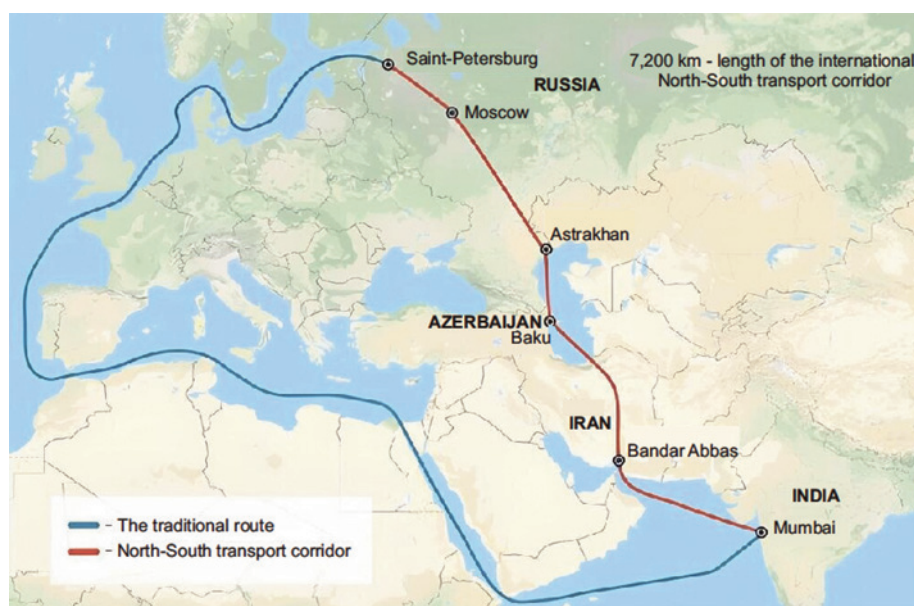 Saint-Petersburg
7,200 km - length of the international
North-South transport corridor
RUSSIA
Moscow
Astrakhan
AZERBAIJAN
Baku
IRAN
Bandar Abbas
INDIA
Mumbai
- The traditional route
- North-South transport corridor